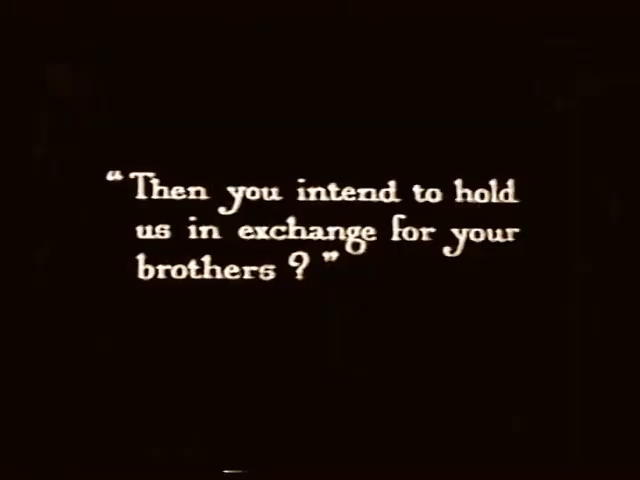 “Then you intend to hold
us in exchange for your
brothers ?”